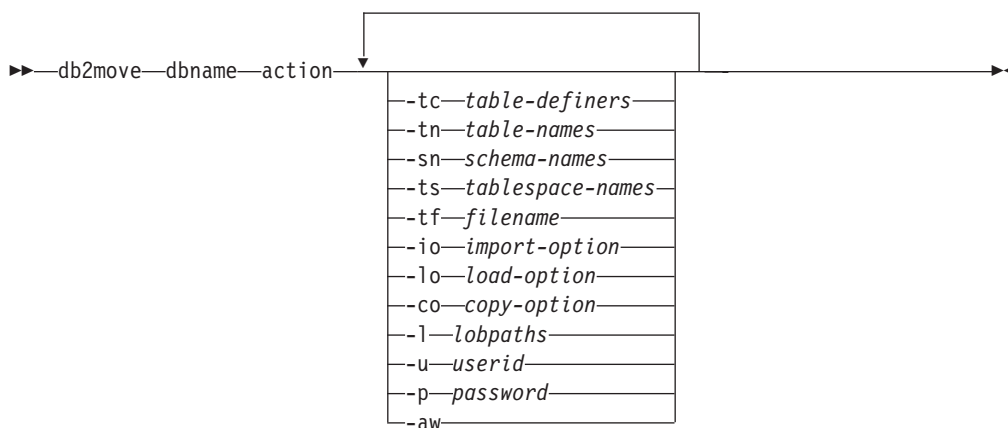 db2move dbname action
-tc table-definers
-tn table-names
-sn schema-names
-ts tablespace-names
-tf filename
-io import-option
-lo load-option
-co copy-option
-l lobpaths
-u userid
-p password
-aw